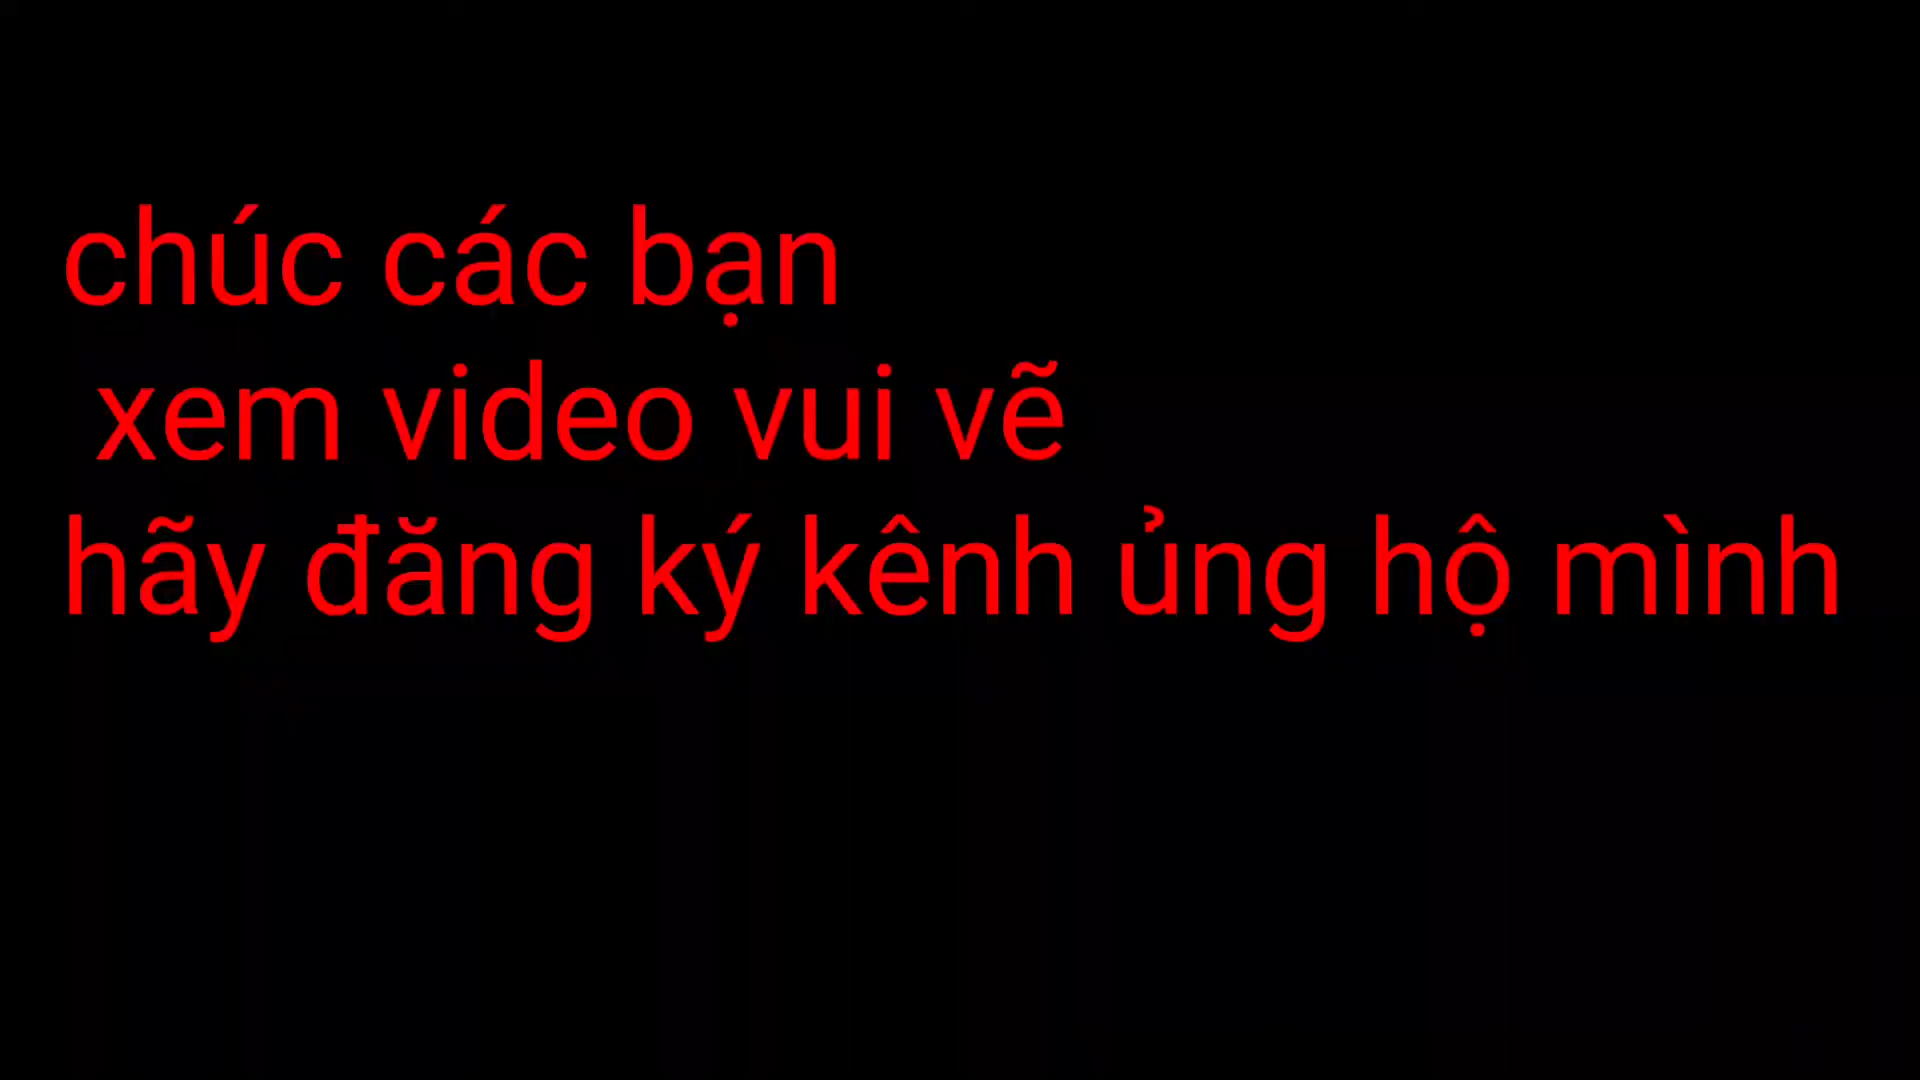 chúc các bạn
xem video vui vẽ
hãy đăng ký kênh ủng hộ mình